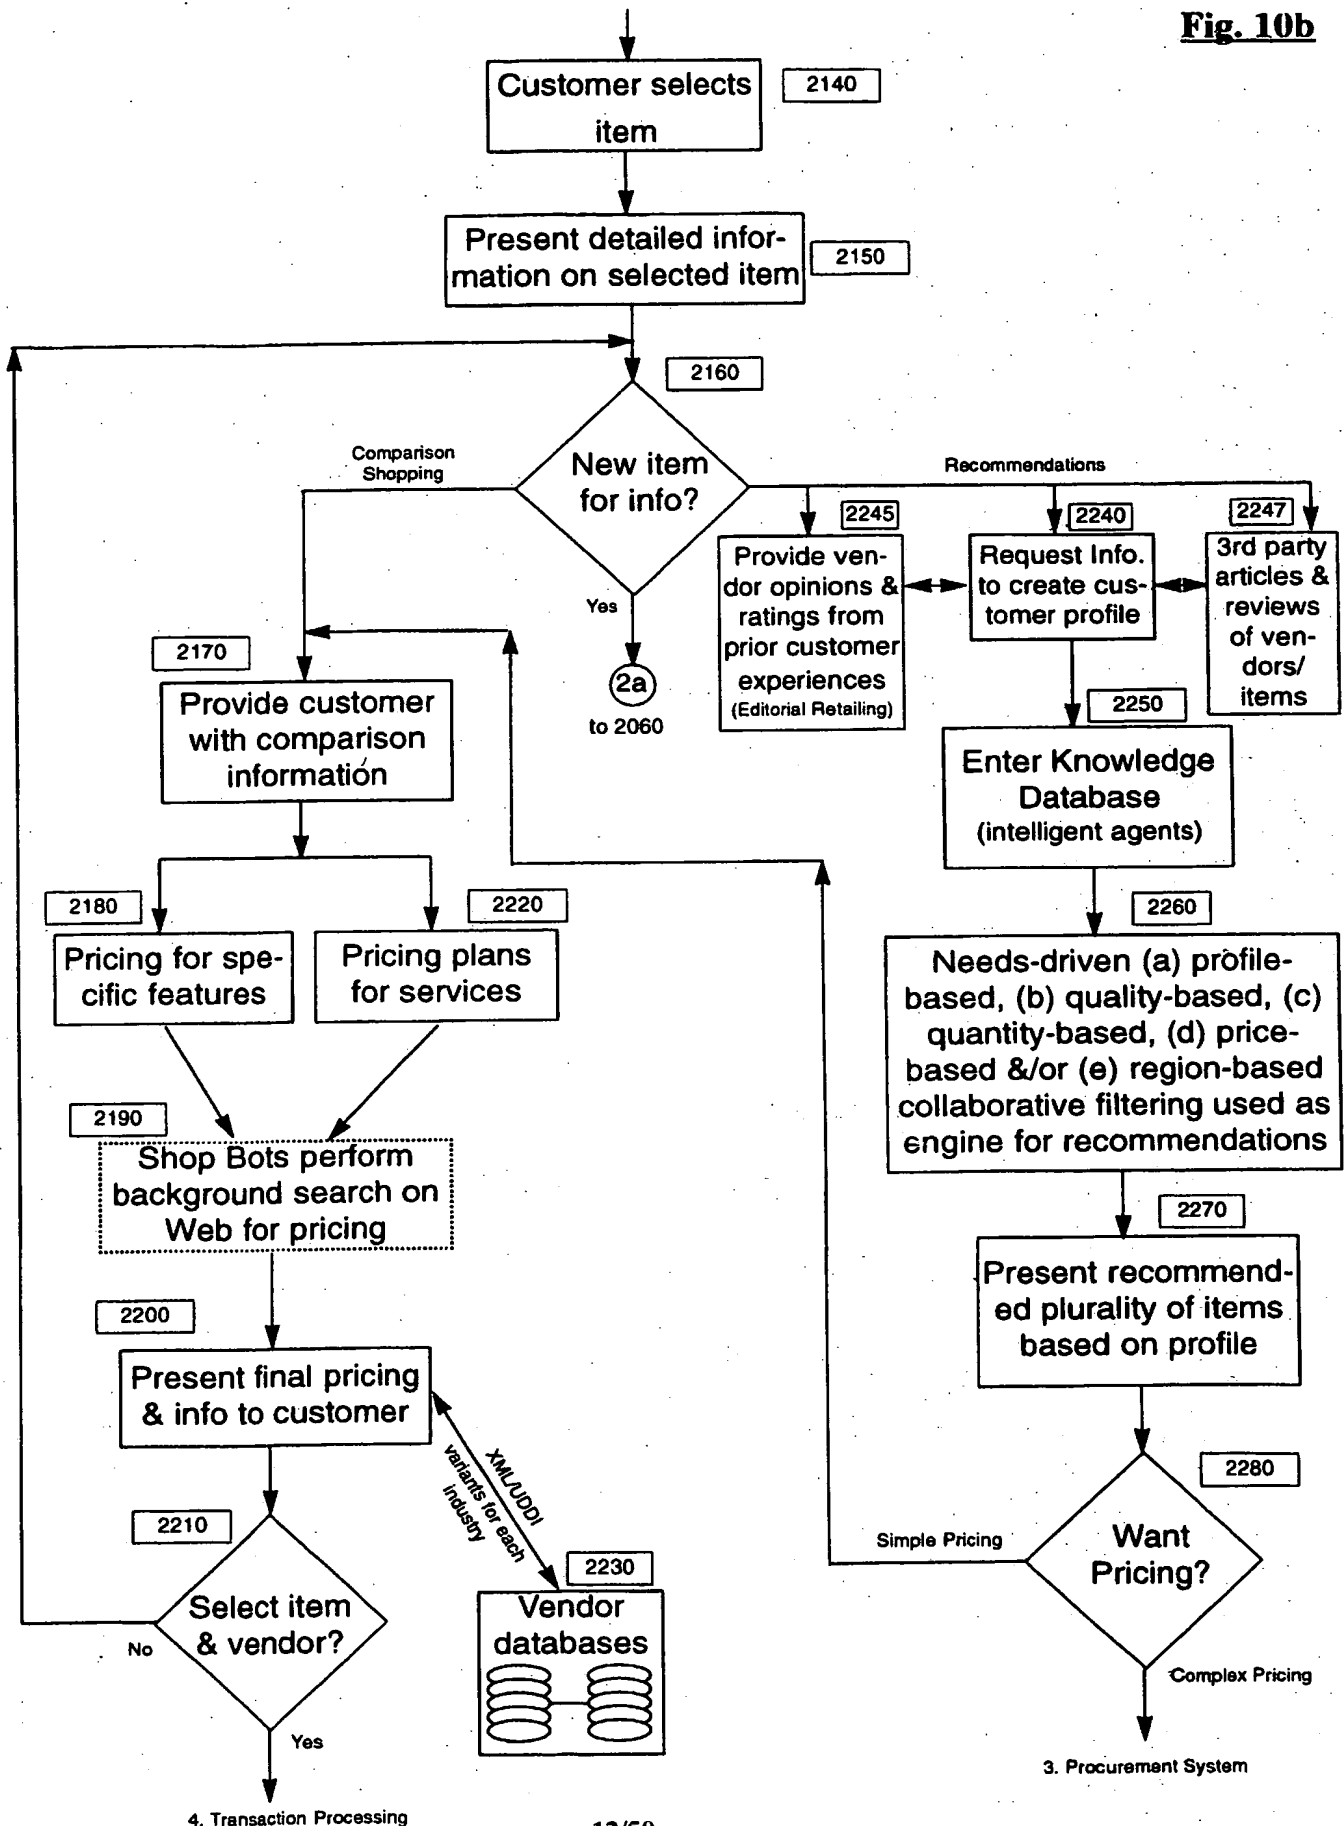 Fig. 10b
Customer selects
item
2140
Present detailed infor-
mation on selected item
2150
2160
New item
for info?
Comparison
Shopping
Recommendations
Yes
2a
to 2060
2245
Provide ven-
dor opinions &
ratings from
prior customer
experiences
(Editorial Retailing)
2240
Request Info.
to create cus-
tomer profile
2247
3rd party
articles &
reviews
of ven-
dors/
items
2170
Provide customer
with comparison
information
2250
Enter Knowledge
Database
(intelligent agents)
2180
Pricing for spe-
cific features
2220
Pricing plans
for services
2260
Needs-driven (a) profile-
based, (b) quality-based, (c)
quantity-based, (d) price-
based &/or (e) region-based
collaborative filtering used as
engine for recommendations
2190
Shop Bots perform
background search on
Web for pricing
2270
Present recommend-
ed plurality of items
based on profile
2200
Present final pricing
& info to customer
XML/UDDI
variants for each
industry
2280
Want
Pricing?
Simple Pricing
Complex Pricing
3. Procurement System
2210
Select item
& vendor?
No
Yes
4. Transaction Processing
2230
Vendor
databases